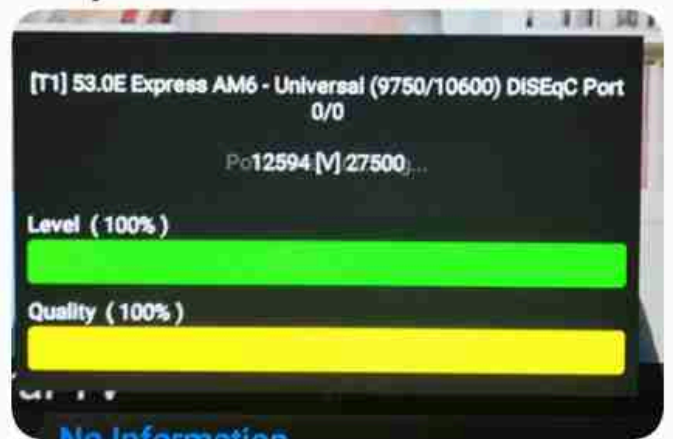 [T1] 53.0E Express AM6 - Universal (9750/10600) DiSEqC Port
0/0
12594 [V] 27500
Level ( 100% )
Quality ( 100% )
TV
No Information